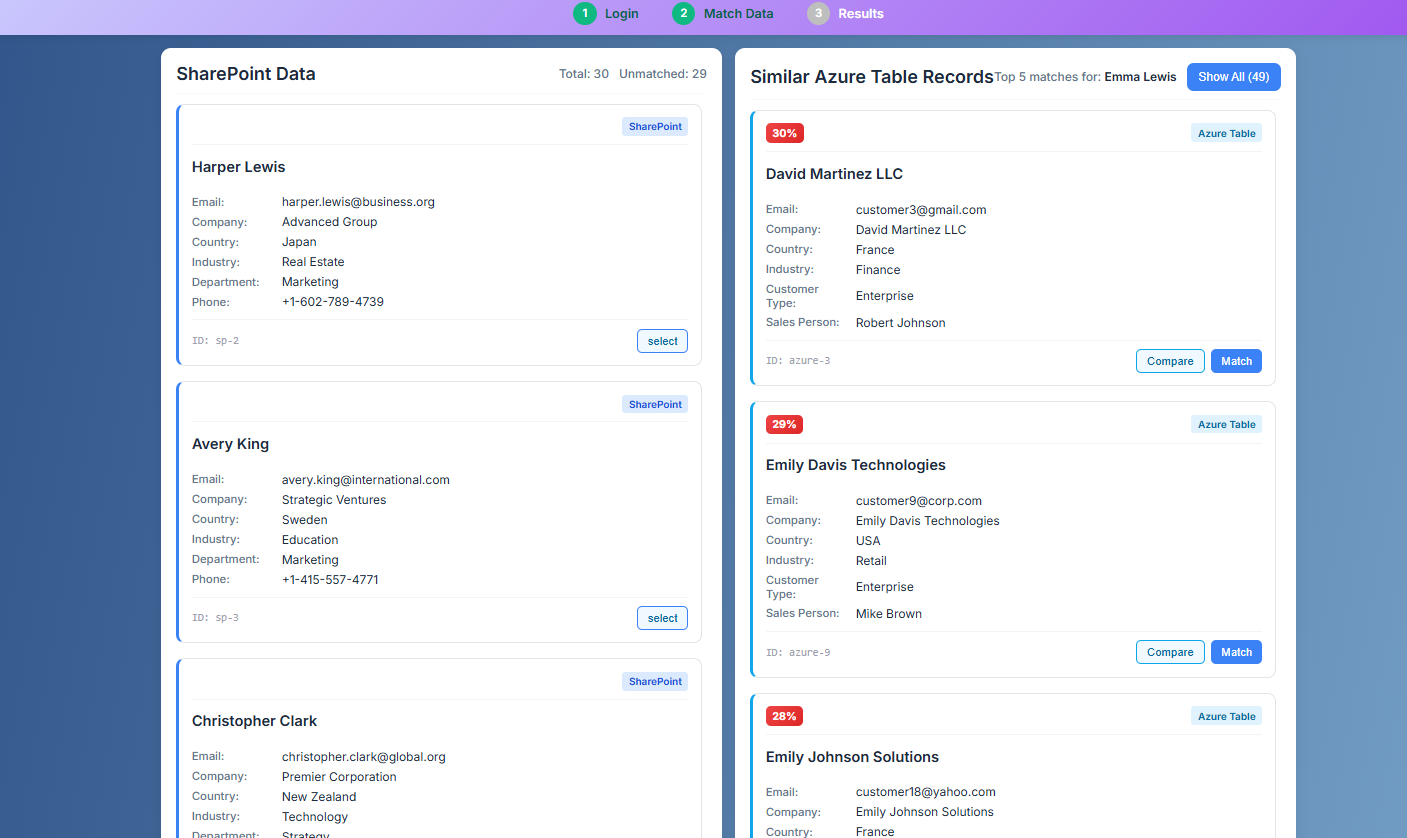 1 Login 2 Match Data 3 Results
SharePoint Data
Total: 30 Unmatched: 29
SharePoint
Harper Lewis
Email: harper.lewis@business.org
Company: Advanced Group
Country: Japan
Industry: Real Estate
Department: Marketing
Phone: +1-602-789-4739
ID: sp-2
select
SharePoint
Avery King
Email: avery.king@international.com
Company: Strategic Ventures
Country: Sweden
Industry: Education
Department: Marketing
Phone: +1-415-557-4771
ID: sp-3
select
SharePoint
Christopher Clark
Email: christopher.clark@global.org
Company: Premier Corporation
Country: New Zealand
Industry: Technology
Department: Strategy
Similar Azure Table Records
Top 5 matches for: Emma Lewis
Show All (49)
30%
Azure Table
David Martinez LLC
Email: customer3@gmail.com
Company: David Martinez LLC
Country: France
Industry: Finance
Customer
Type: Enterprise
Sales Person: Robert Johnson
ID: azure-3
Compare
Match
29%
Azure Table
Emily Davis Technologies
Email: customer9@corp.com
Company: Emily Davis Technologies
Country: USA
Industry: Retail
Customer
Type: Enterprise
Sales Person: Mike Brown
ID: azure-9
Compare
Match
28%
Azure Table
Emily Johnson Solutions
Email: customer18@yahoo.com
Company: Emily Johnson Solutions
Country: France